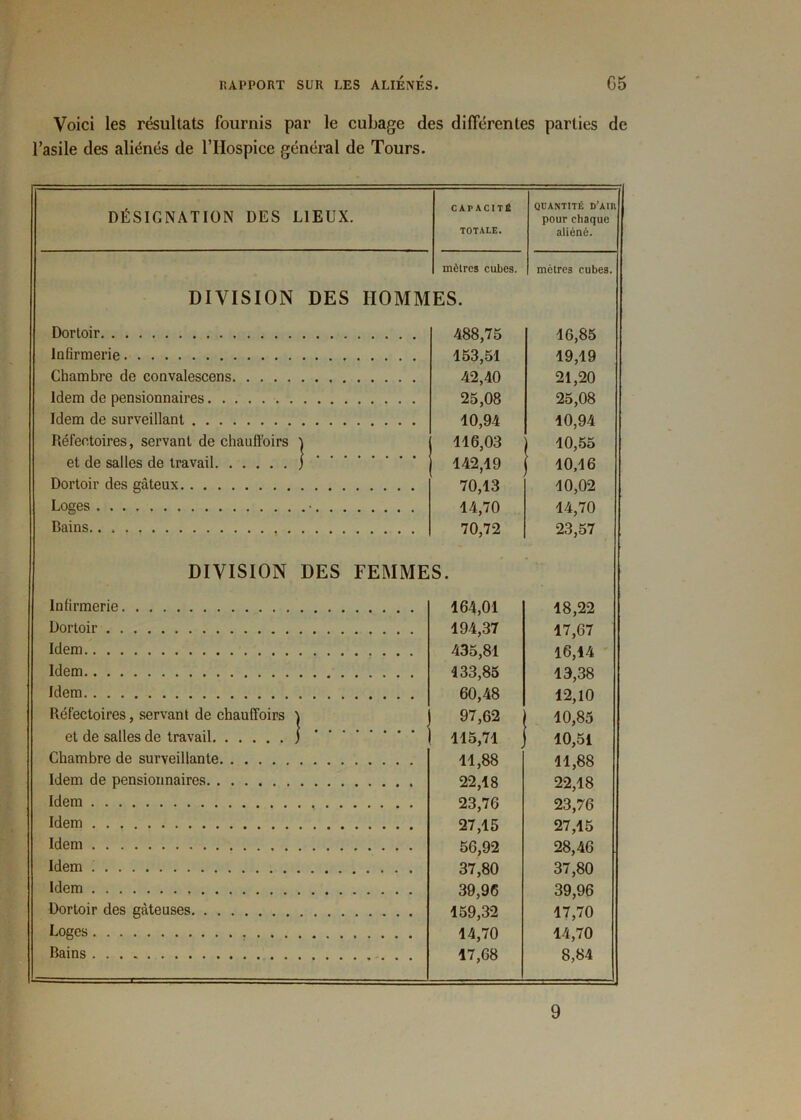 RAPPORT SUR LES ALIÉNÉS. 65
Voici les résultats fournis par le cubage des différentes parties de
l'asile des aliénés de l'Hospice général de Tours.
DÉSIGNATION DES LIEUX. CAPACITÉ TOTALE. QUANTITÉ D'AIR pour chaque aliéné.
mètres cubes. mètres cubes.
DIVISION DES HOMMES.
Dortoir. 488,75 16,85
Infirmerie. 153,51 19,19
Chambre de convalescens. 42,40 21,20
Idem de pensionnaires. 25,08 25,08
Idem de surveillant. 10,94 10,94
Réfectoires, servant de chauffoirs 116,03 10,55
et de salles de travail. 142,19 10,16
Dortoir des gâteux. 70,13 10,02
Loges. 14,70 14,70
Bains. 70,72 23,57
DIVISION DES FEMMES.
Infirmerie. 164,01 18,22
Dortoir. 194,37 17,67
Idem. 435,81 16,14
Idem. 133,85 13,38
Idem. 60,48 12,10
Réfectoires, servant de chauffoirs 97,62 10,85
et de salles de travail. 115,71 10,51
Chambre de surveillante. 11,88 11,88
Idem de pensionnaires. 22,18 22,18
Idem. 23,76 23,76
Idem. 27,15 27,15
Idem. 56,92 28,46
Idem. 37,80 37,80
Idem. 39,96 39,96
Dortoir des gâteuses. 159,32 17,70
Loges. 14,70 14,70
Bains. 17,68 8,84
9